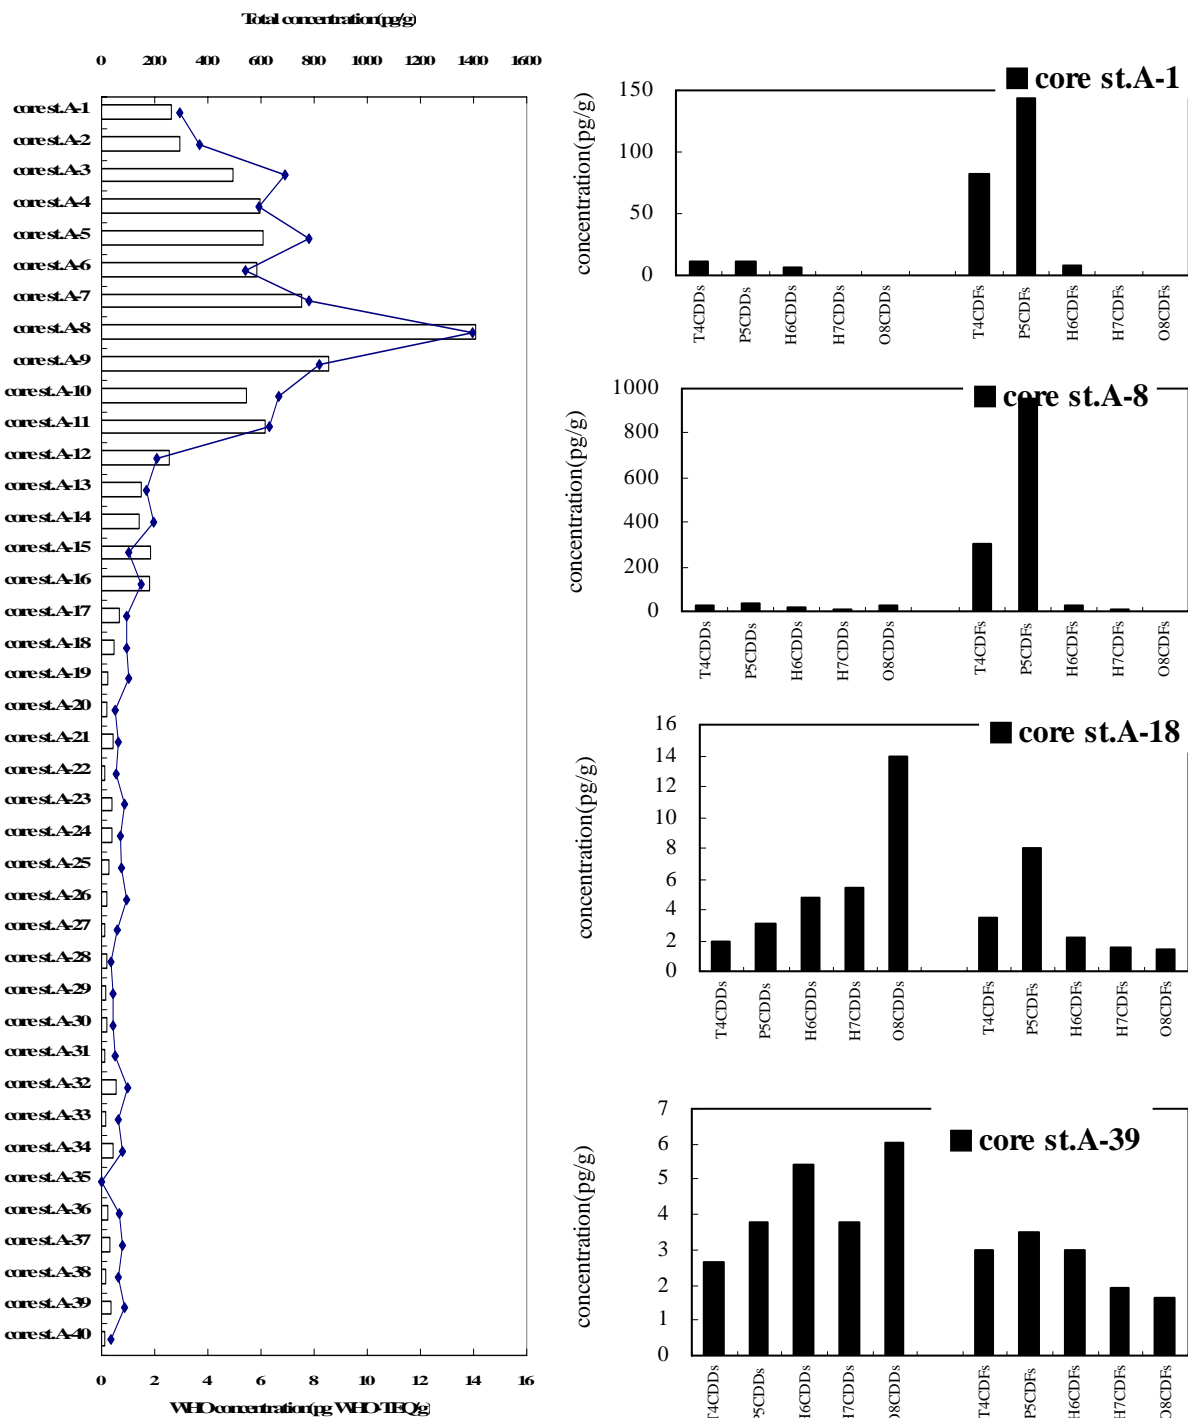 Total concentration(pg/g)
0 200 400 600 800 1000 1200 1400 1600
core st.A-1
core st.A-2
core st.A-3
core st.A-4
core st.A-5
core st.A-6
core st.A-7
core st.A-8
core st.A-9
core st.A-10
core st.A-11
core st.A-12
core st.A-13
core st.A-14
core st.A-15
core st.A-16
core st.A-17
core st.A-18
core st.A-19
core st.A-20
core st.A-21
core st.A-22
core st.A-23
core st.A-24
core st.A-25
core st.A-26
core st.A-27
core st.A-28
core st.A-29
core st.A-30
core st.A-31
core st.A-32
core st.A-33
core st.A-34
core st.A-35
core st.A-36
core st.A-37
core st.A-38
core st.A-39
core st.A-40
0 2 4 6 8 10 12 14 16
WHO concentration(pg WHO-TEQ/g)
core st.A-1
concentration(pg/g)
150
100
50
0
T4CDDs P5CDDs H6CDDs H7CDDs O8CDDs T4CDFs P5CDFs H6CDFs H7CDFs O8CDFs
core st.A-8
concentration(pg/g)
1000
800
600
400
200
0
T4CDDs P5CDDs H6CDDs H7CDDs O8CDDs T4CDFs P5CDFs H6CDFs H7CDFs O8CDFs
core st.A-18
concentration(pg/g)
16
14
12
10
8
6
4
2
0
T4CDDs P5CDDs H6CDDs H7CDDs O8CDDs T4CDFs P5CDFs H6CDFs H7CDFs O8CDFs
core st.A-39
concentration(pg/g)
7
6
5
4
3
2
1
0
T4CDDs P5CDDs H6CDDs H7CDDs O8CDDs T4CDFs P5CDFs H6CDFs H7CDFs O8CDFs